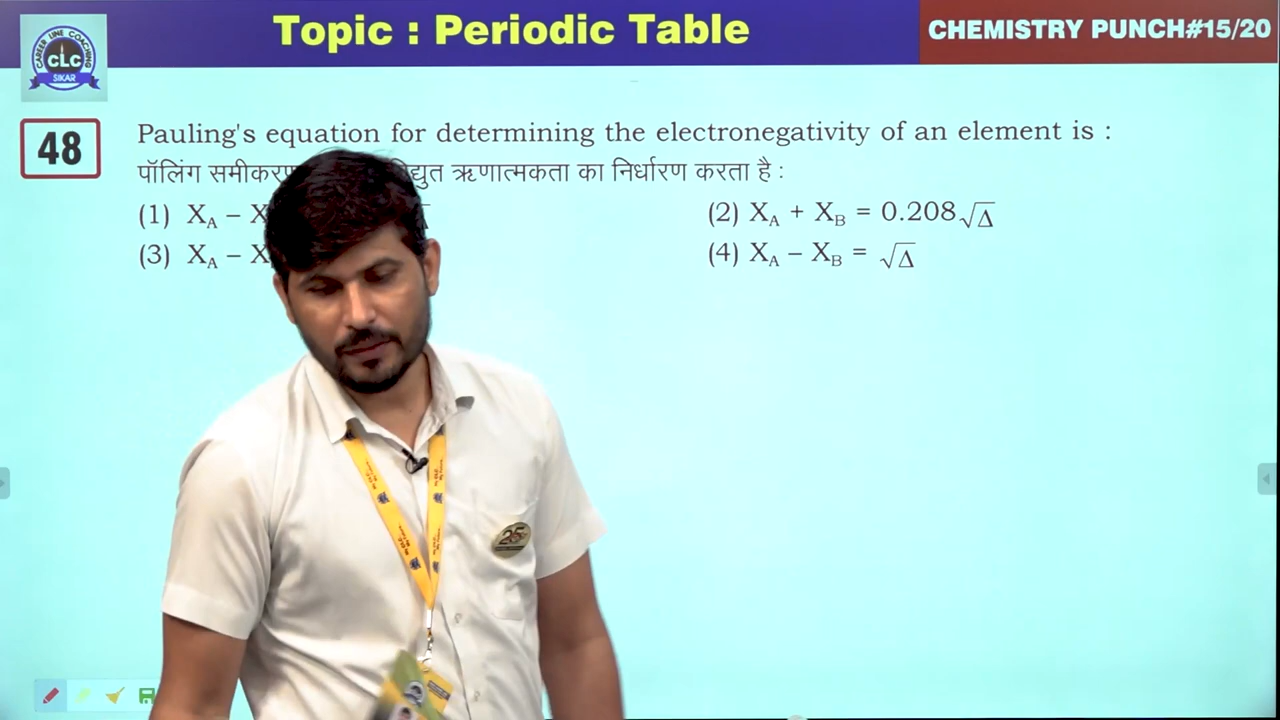 Topic : Periodic Table
CHEMISTRY PUNCH#15/20
CAREER LINE COACHING
CLC
SIKAR
48
Pauling's equation for determining the electronegativity of an element is :
पॉलिंग ऋणात्मकता का निर्धारण करता है :
(1) X_A – X
(2) X_A + X_B = 0.208√Δ
(3) X_A – X
(4) X_A – X_B = √Δ
25